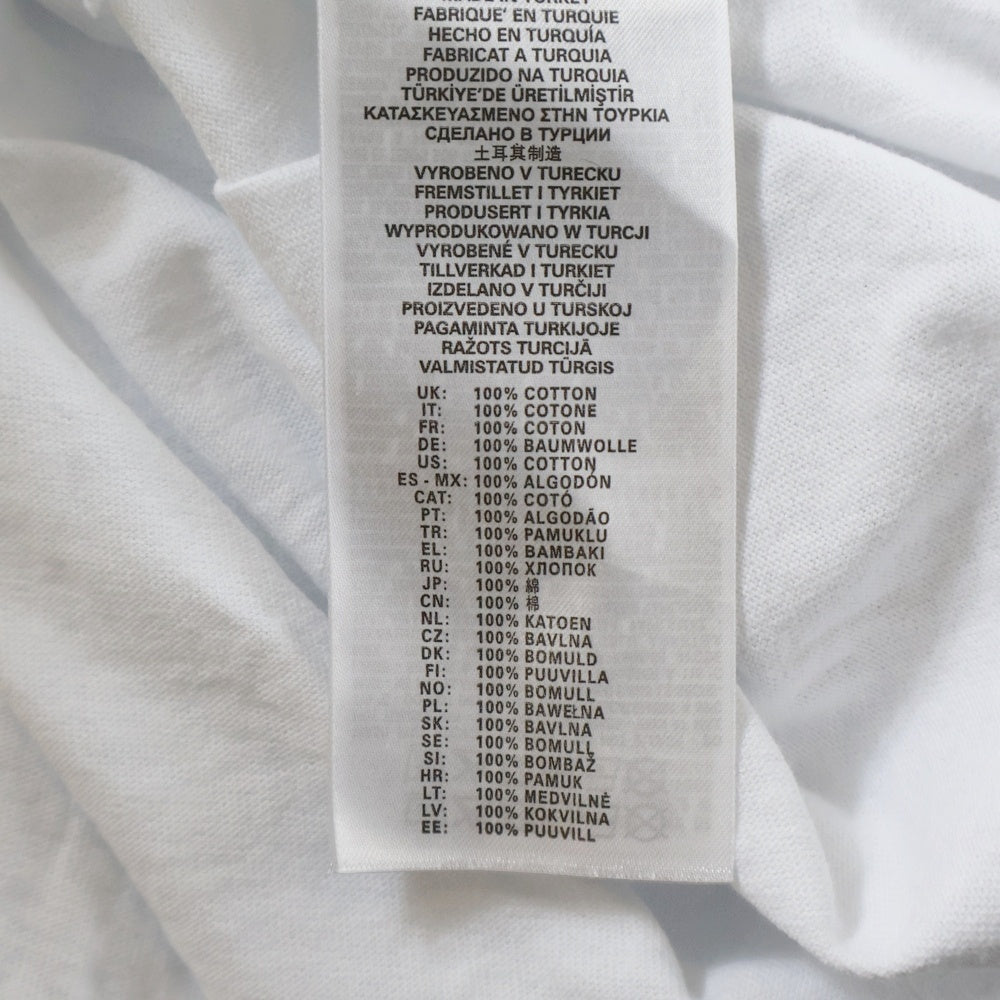 MADE IN TURKEY
FABRIQUE' EN TURQUIE
HECHO EN TURQUÍA
FABRICAT A TURQUIA
PRODUZIDO NA TURQUIA
TÜRKİYE'DE ÜRETİLMİŞTİR
ΚΑΤΑΣΚΕΥΑΣΜΕΝΟ ΣΤΗΝ ΤΟΥΡΚΙΑ
СДЕЛАНО В ТУРЦИИ
土耳其制造
VYROBENO V TURECKU
FREMSTILLET I TYRKIET
PRODUSERT I TYRKIA
WYPRODUKOWANO W TURCJI
VYROBENÉ V TURECKU
TILLVERKAD I TURKIET
IZDELANO V TURČIJI
PROIZVEDENO U TURSKOJ
PAGAMINTA TURKIJOJE
RAŽOTS TURCIJĀ
VALMISTATUD TÜRGIS
UK: 100% COTTON
IT: 100% COTONE
FR: 100% COTON
DE: 100% BAUMWOLLE
US: 100% COTTON
ES - MX: 100% ALGODÓN
CAT: 100% COTÓ
PT: 100% ALGODÃO
TR: 100% PAMUKLU
EL: 100% ΒΑΜΒΑΚΙ
RU: 100% ХЛОПОК
JP: 100% 綿
CN: 100% 棉
NL: 100% KATOEN
CZ: 100% BAVLNA
DK: 100% BOMULD
FI: 100% PUUVILLA
NO: 100% BOMULL
PL: 100% BAWEŁNA
SK: 100% BAVLNA
SE: 100% BOMULL
SI: 100% BOMBAŽ
HR: 100% PAMUK
LT: 100% MEDVILNĖ
LV: 100% KOKVILNA
EE: 100% PUUVILL